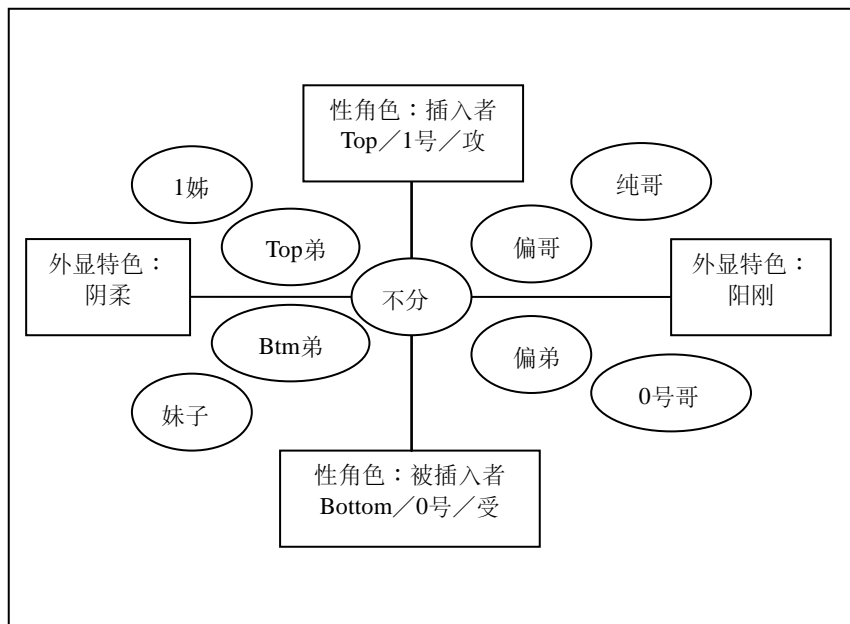 性角色：插入者
Top／1号／攻
1姊
纯哥
Top弟
偏哥
外显特色：
阴柔
不分
外显特色：
阳刚
Btm弟
偏弟
妹子
0号哥
性角色：被插入者
Bottom／0号／受